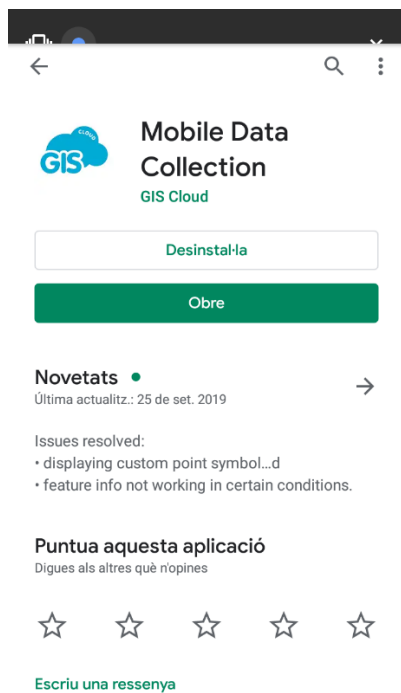 GIS
CLOUD
Mobile Data
Collection
GIS Cloud
Desinstal·la
Obre
Novetats
Última actualitz.: 25 de set. 2019
Issues resolved:
• displaying custom point symbol...d
• feature info not working in certain conditions.
Puntua aquesta aplicació
Digues als altres què n'opines
Escriu una ressenya